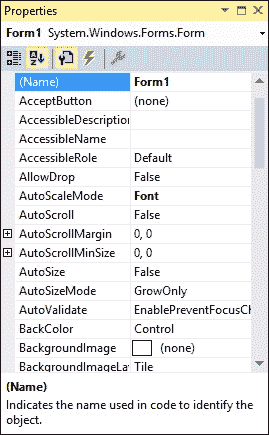 Properties
Form1 System.Windows.Forms.Form
(Name) Form1
AcceptButton (none)
AccessibleDescription
AccessibleName
AccessibleRole Default
AllowDrop False
AutoScaleMode Font
AutoScroll False
AutoScrollMargin 0, 0
AutoScrollMinSize 0, 0
AutoSize False
AutoSizeMode GrowOnly
AutoValidate EnablePreventFocusCh
BackColor Control
BackgroundImage (none)
BackgroundImageLa Tile
(Name)
Indicates the name used in code to identify the
object.